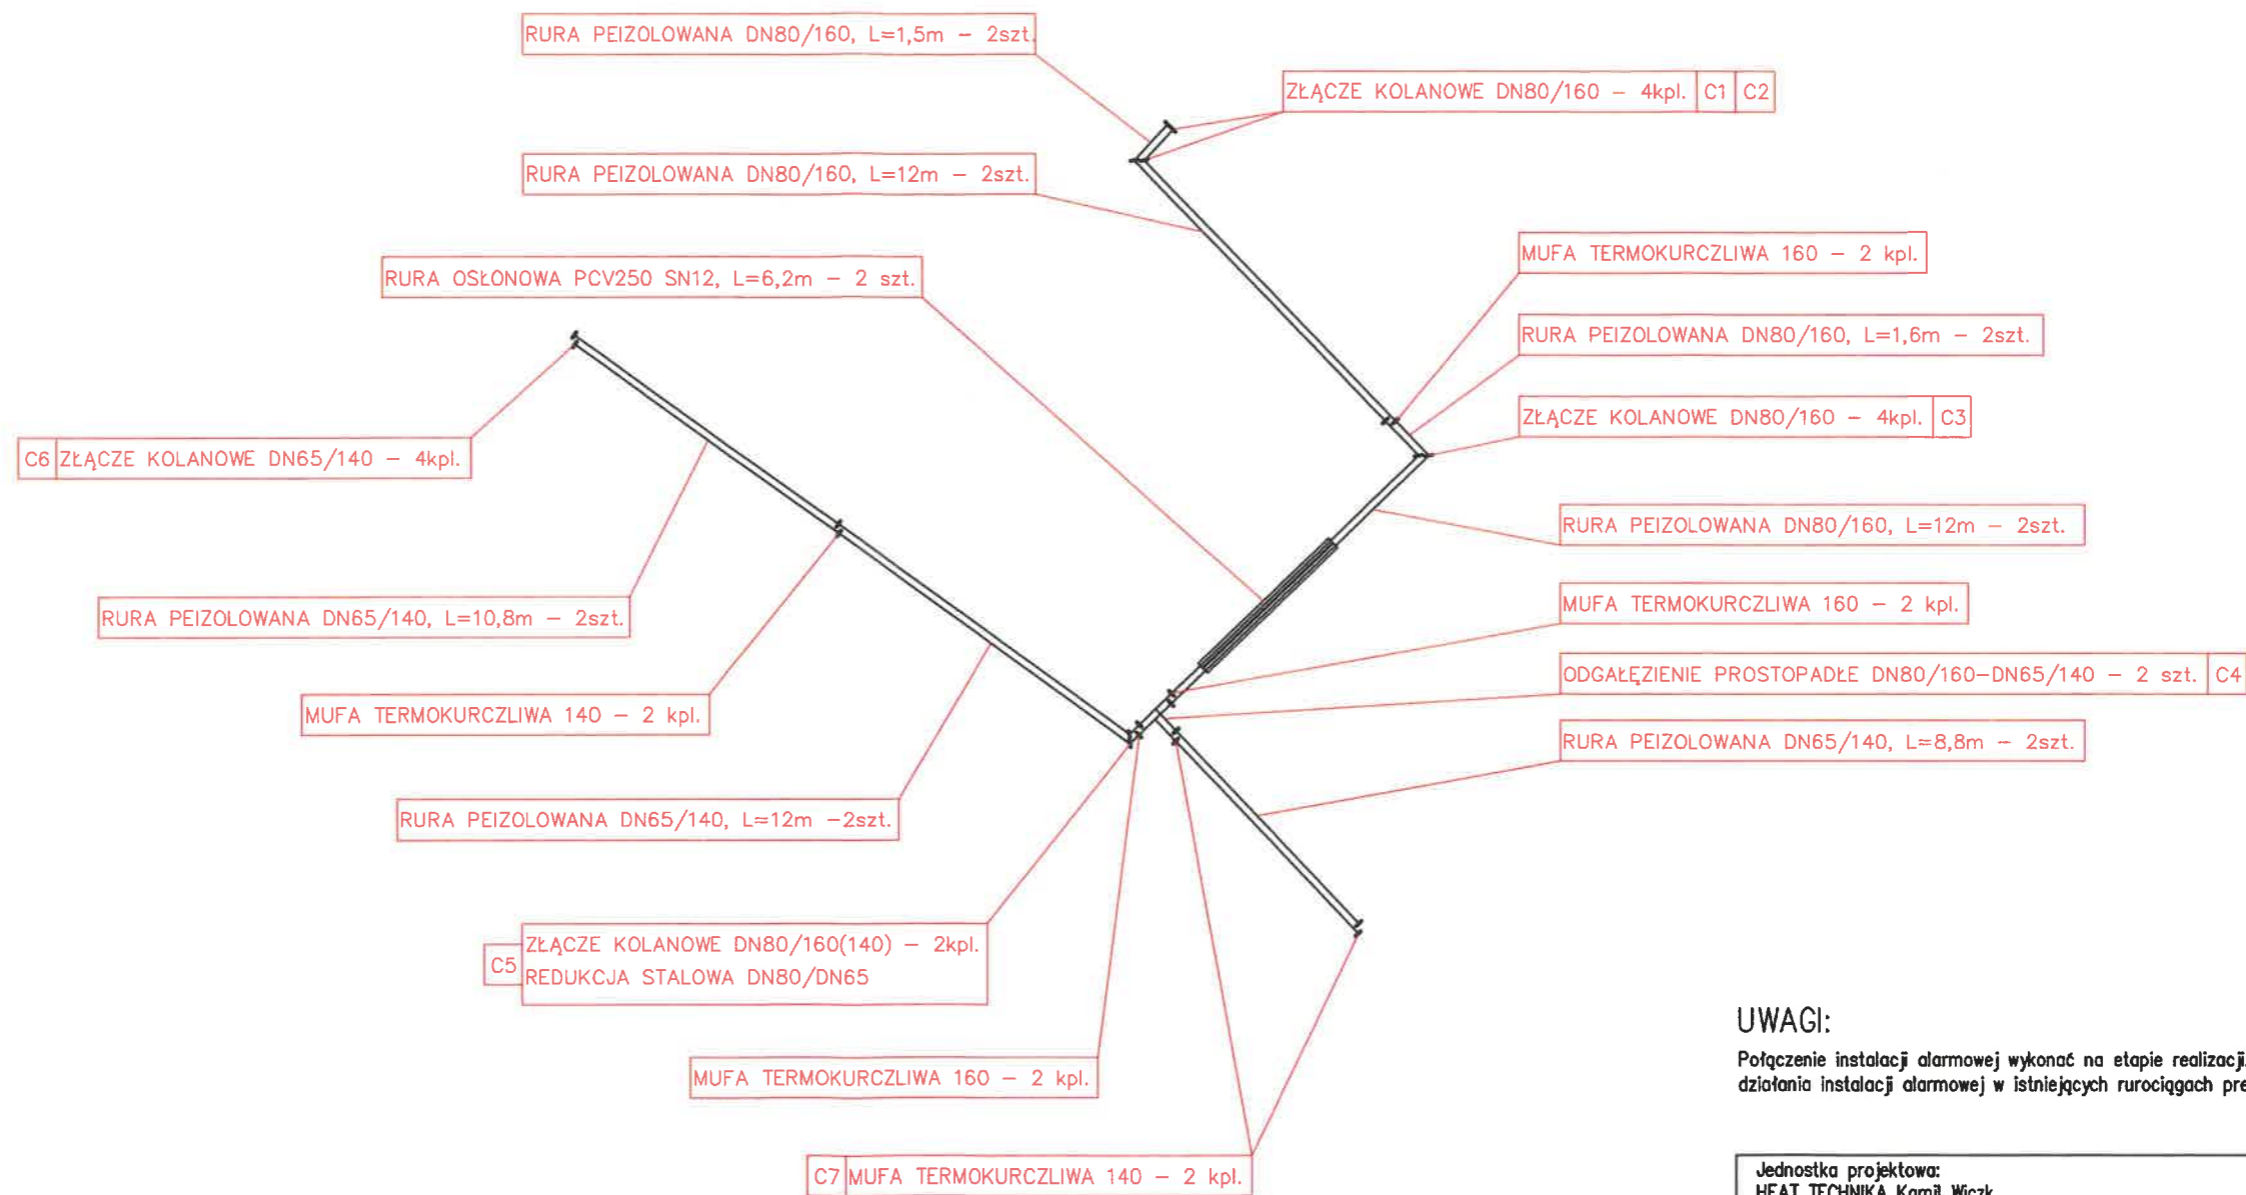 RURA PEIZOLOWANA DN80/160, L=1,5m – 2szt.
ZŁĄCZE KOLANOWE DN80/160 – 4kpl. C1 C2
RURA PEIZOLOWANA DN80/160, L=12m – 2szt.
MUFA TERMOKURCZLIWA 160 – 2 kpl.
RURA OSŁONOWA PCV250 SN12, L=6,2m – 2 szt.
RURA PEIZOLOWANA DN80/160, L=1,6m – 2szt.
ZŁĄCZE KOLANOWE DN80/160 – 4kpl. C3
C6 ZŁĄCZE KOLANOWE DN65/140 – 4kpl.
RURA PEIZOLOWANA DN80/160, L=12m – 2szt.
MUFA TERMOKURCZLIWA 160 – 2 kpl.
RURA PEIZOLOWANA DN65/140, L=10,8m – 2szt.
ODGAŁĘZIENIE PROSTOPADŁE DN80/160–DN65/140 – 2 szt. C4
MUFA TERMOKURCZLIWA 140 – 2 kpl.
RURA PEIZOLOWANA DN65/140, L=8,8m – 2szt.
RURA PEIZOLOWANA DN65/140, L=12m –2szt.
C5 ZŁĄCZE KOLANOWE DN80/160(140) – 2kpl.
REDUKCJA STALOWA DN80/DN65
MUFA TERMOKURCZLIWA 160 – 2 kpl.
C7 MUFA TERMOKURCZLIWA 140 – 2 kpl.
UWAGI:
Połączenie instalacji alarmowej wykonać na etapie realizacji.
działania instalacji alarmowej w istniejących rurociągach pre
Jednostka projektowa:
HEAT TECHNIKA Kamil Wiczk